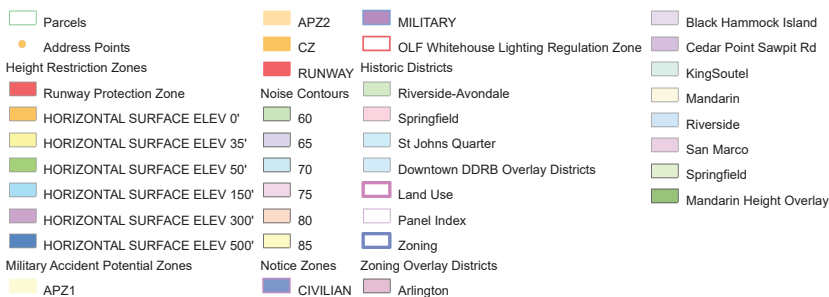 Parcels
Address Points
Height Restriction Zones
Runway Protection Zone
HORIZONTAL SURFACE ELEV 0'
HORIZONTAL SURFACE ELEV 35'
HORIZONTAL SURFACE ELEV 50'
HORIZONTAL SURFACE ELEV 150'
HORIZONTAL SURFACE ELEV 300'
HORIZONTAL SURFACE ELEV 500'
Military Accident Potential Zones
APZ1
APZ2
CZ
RUNWAY
Noise Contours
60
65
70
75
80
85
Notice Zones
CIVILIAN
MILITARY
OLF Whitehouse Lighting Regulation Zone
Historic Districts
Riverside-Avondale
Springfield
St Johns Quarter
Downtown DDRB Overlay Districts
Land Use
Panel Index
Zoning
Zoning Overlay Districts
Arlington
Black Hammock Island
Cedar Point Sawpit Rd
KingSoutel
Mandarin
Riverside
San Marco
Springfield
Mandarin Height Overlay